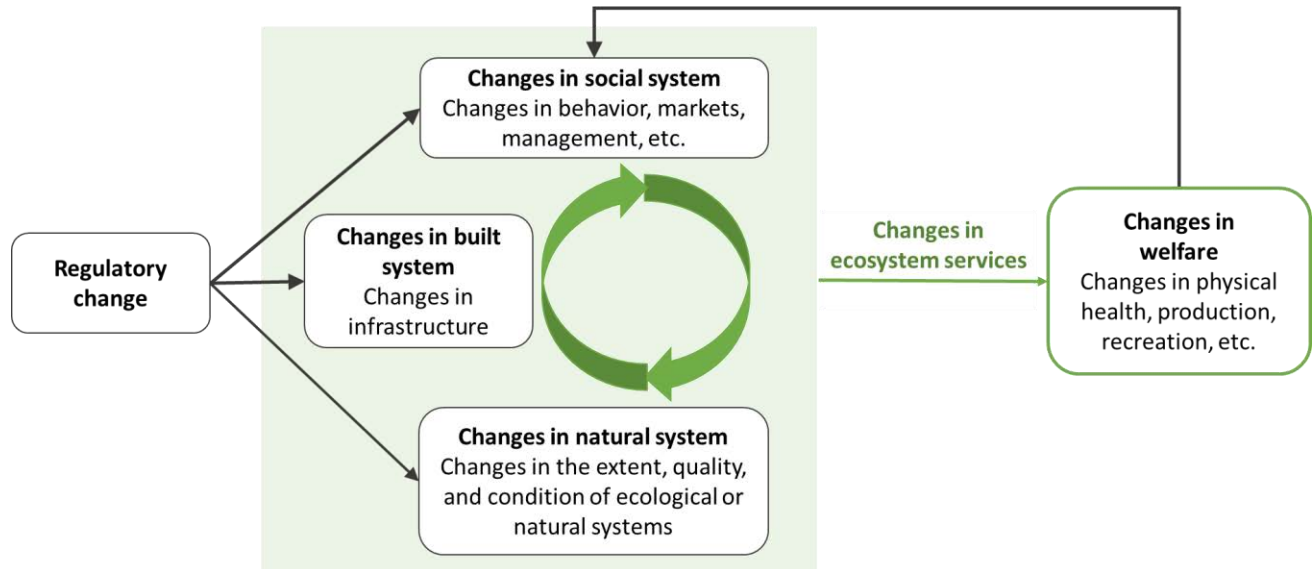 Changes in social system
Changes in behavior, markets,
management, etc.
Regulatory
change
Changes in built
system
Changes in
infrastructure
Changes in natural system
Changes in the extent, quality,
and condition of ecological or
natural systems
Changes in
ecosystem services
Changes in
welfare
Changes in physical
health, production,
recreation, etc.